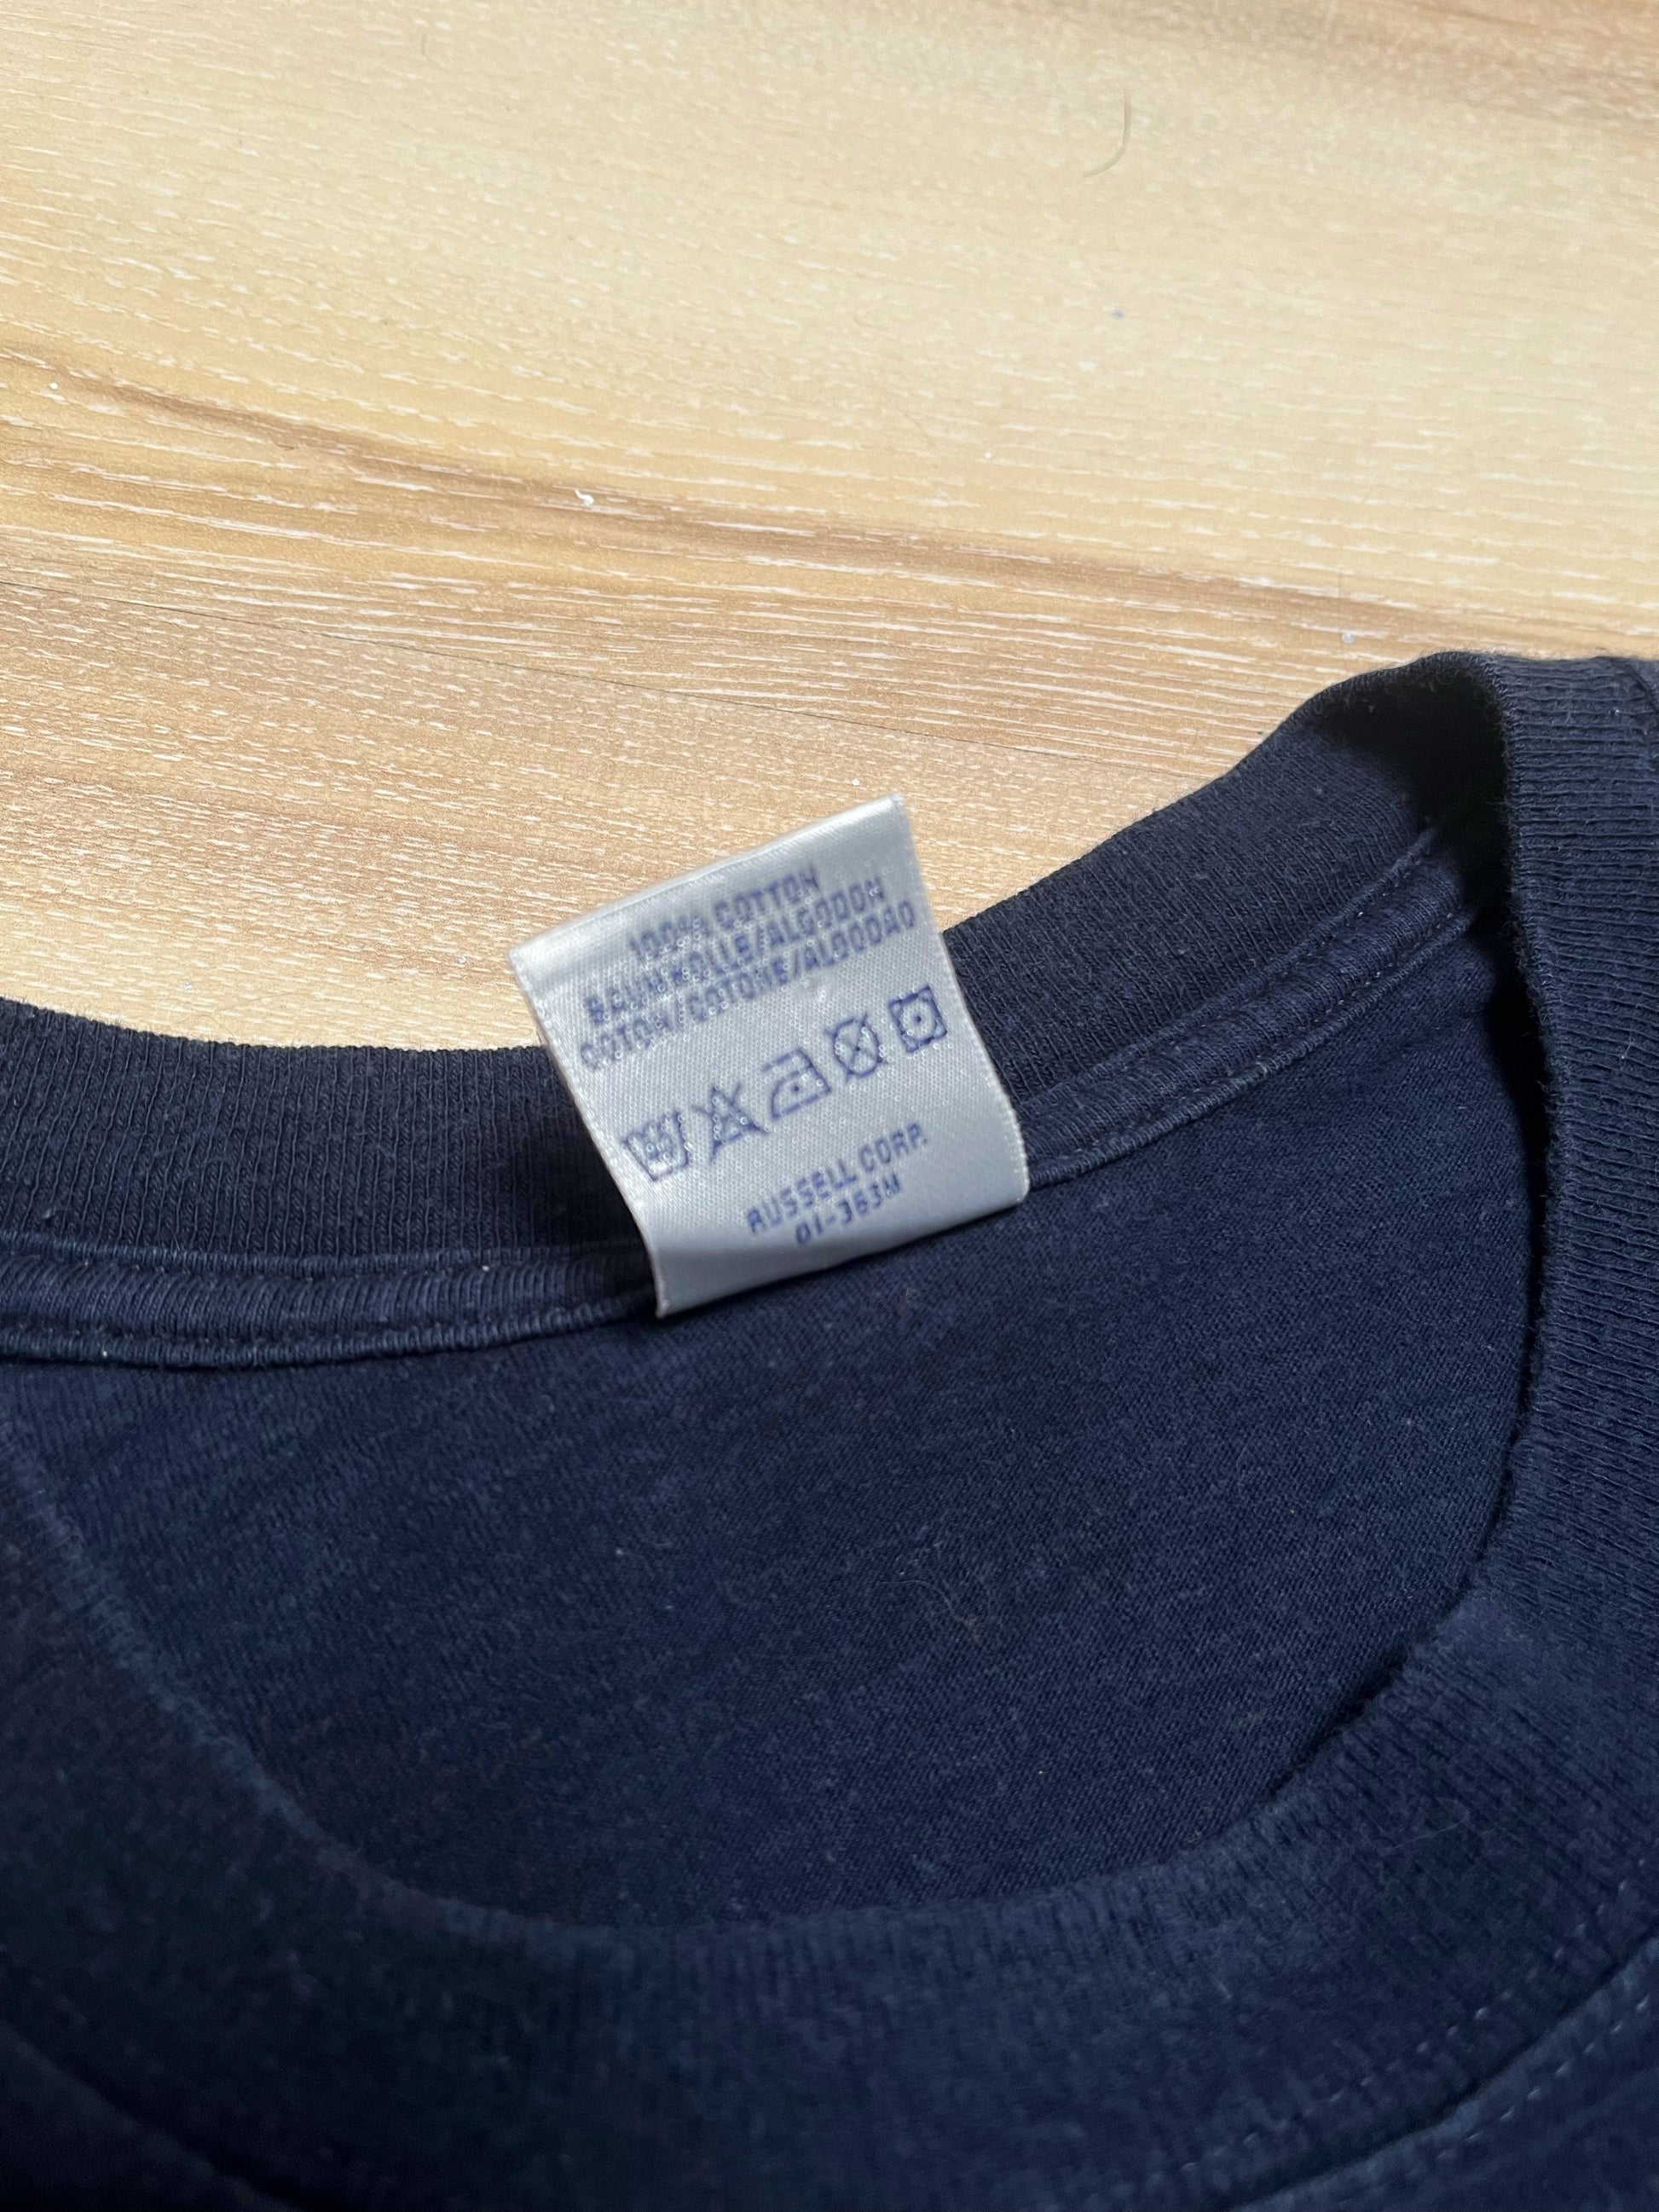 100% COTTON
BAUMWOLLE/ALGODON
COTON/COTONE/ALGODAO
RUSSELL CORP.
01-363M